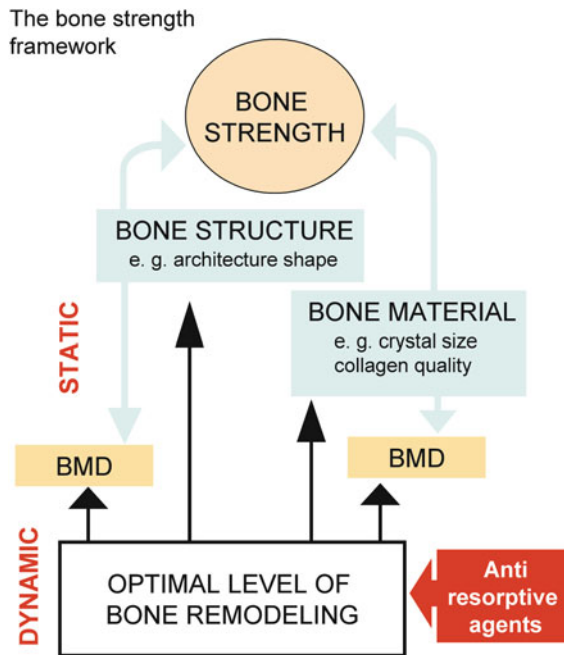 The bone strength
framework
BONE
STRENGTH
BONE STRUCTURE
e. g. architecture shape
BONE MATERIAL
e. g. crystal size
collagen quality
STATIC
BMD
BMD
DYNAMIC
OPTIMAL LEVEL OF
BONE REMODELING
Anti
resorptive
agents